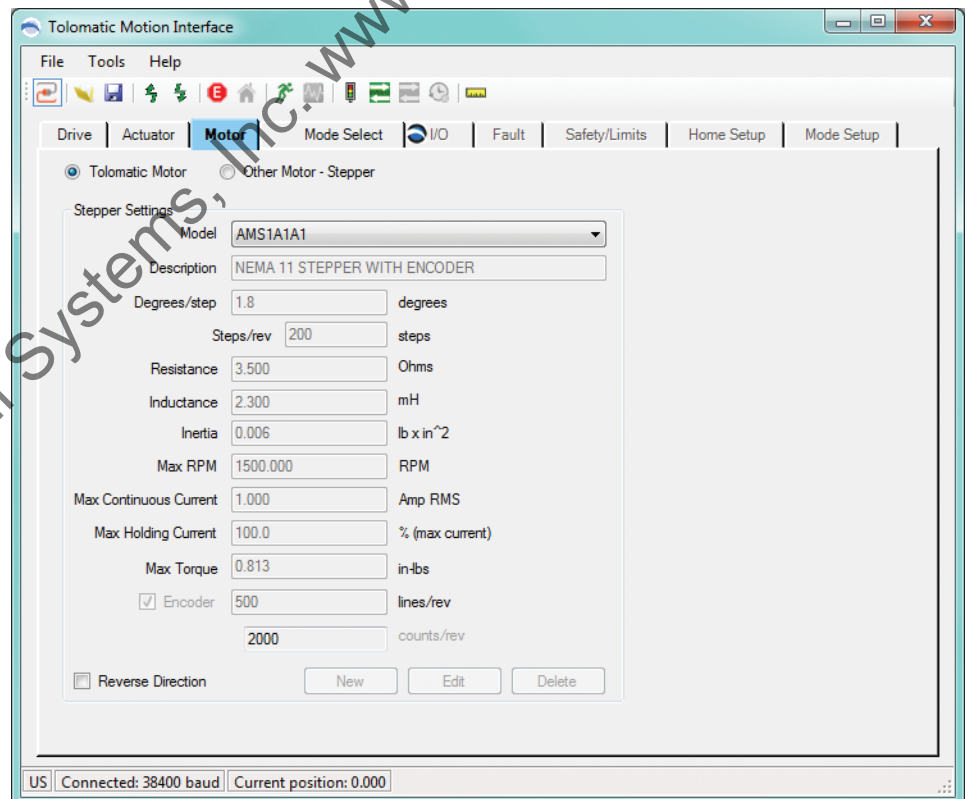 Tolomatic Motion Interface
File Tools Help
Drive Actuator Motor Mode Select I/O Fault Safety/Limits Home Setup Mode Setup
Tolomatic Motor Other Motor - Stepper
Stepper Settings
Model AMS1A1A1
Description NEMA 11 STEPPER WITH ENCODER
Degrees/step 1.8 degrees
Steps/rev 200 steps
Resistance 3.500 Ohms
Inductance 2.300 mH
Inertia 0.006 lb x in^2
Max RPM 1500.000 RPM
Max Continuous Current 1.000 Amp RMS
Max Holding Current 100.0 % (max current)
Max Torque 0.813 in-lbs
Encoder 500 lines/rev
2000 counts/rev
Reverse Direction New Edit Delete
US Connected: 38400 baud Current position: 0.000
Systems, Inc. www